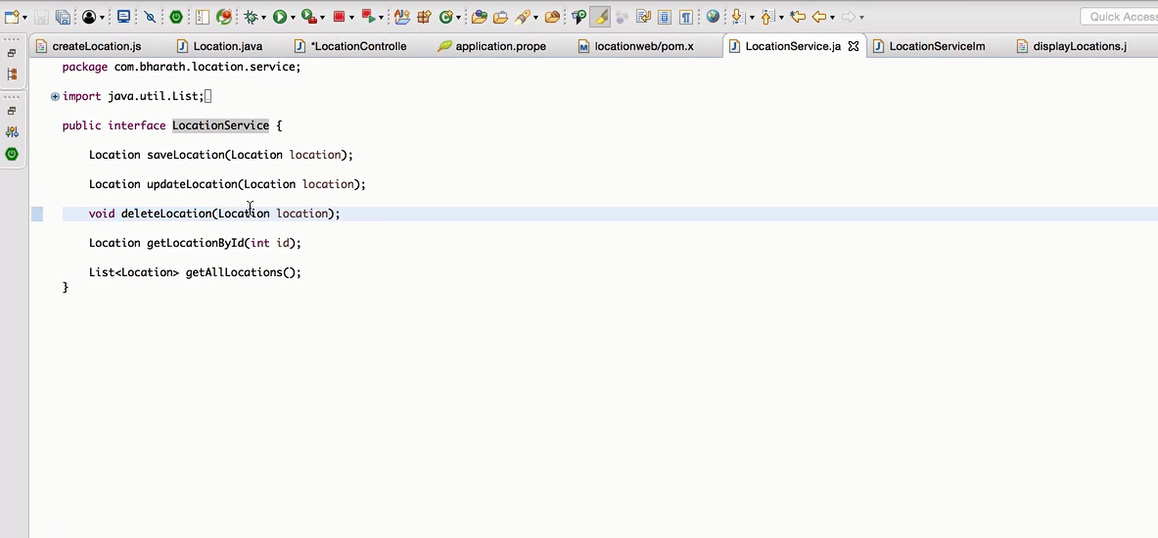 Quick Access
createLocation.js
Location.java
*LocationControlle
application.prope
locationweb/pom.x
LocationService.ja
LocationServiceIm
displayLocations.j
package com.bharath.location.service;
import java.util.List;
public interface LocationService {
Location saveLocation(Location location);
Location updateLocation(Location location);
void deleteLocation(Location location);
Location getLocationById(int id);
List<Location> getAllLocations();
}